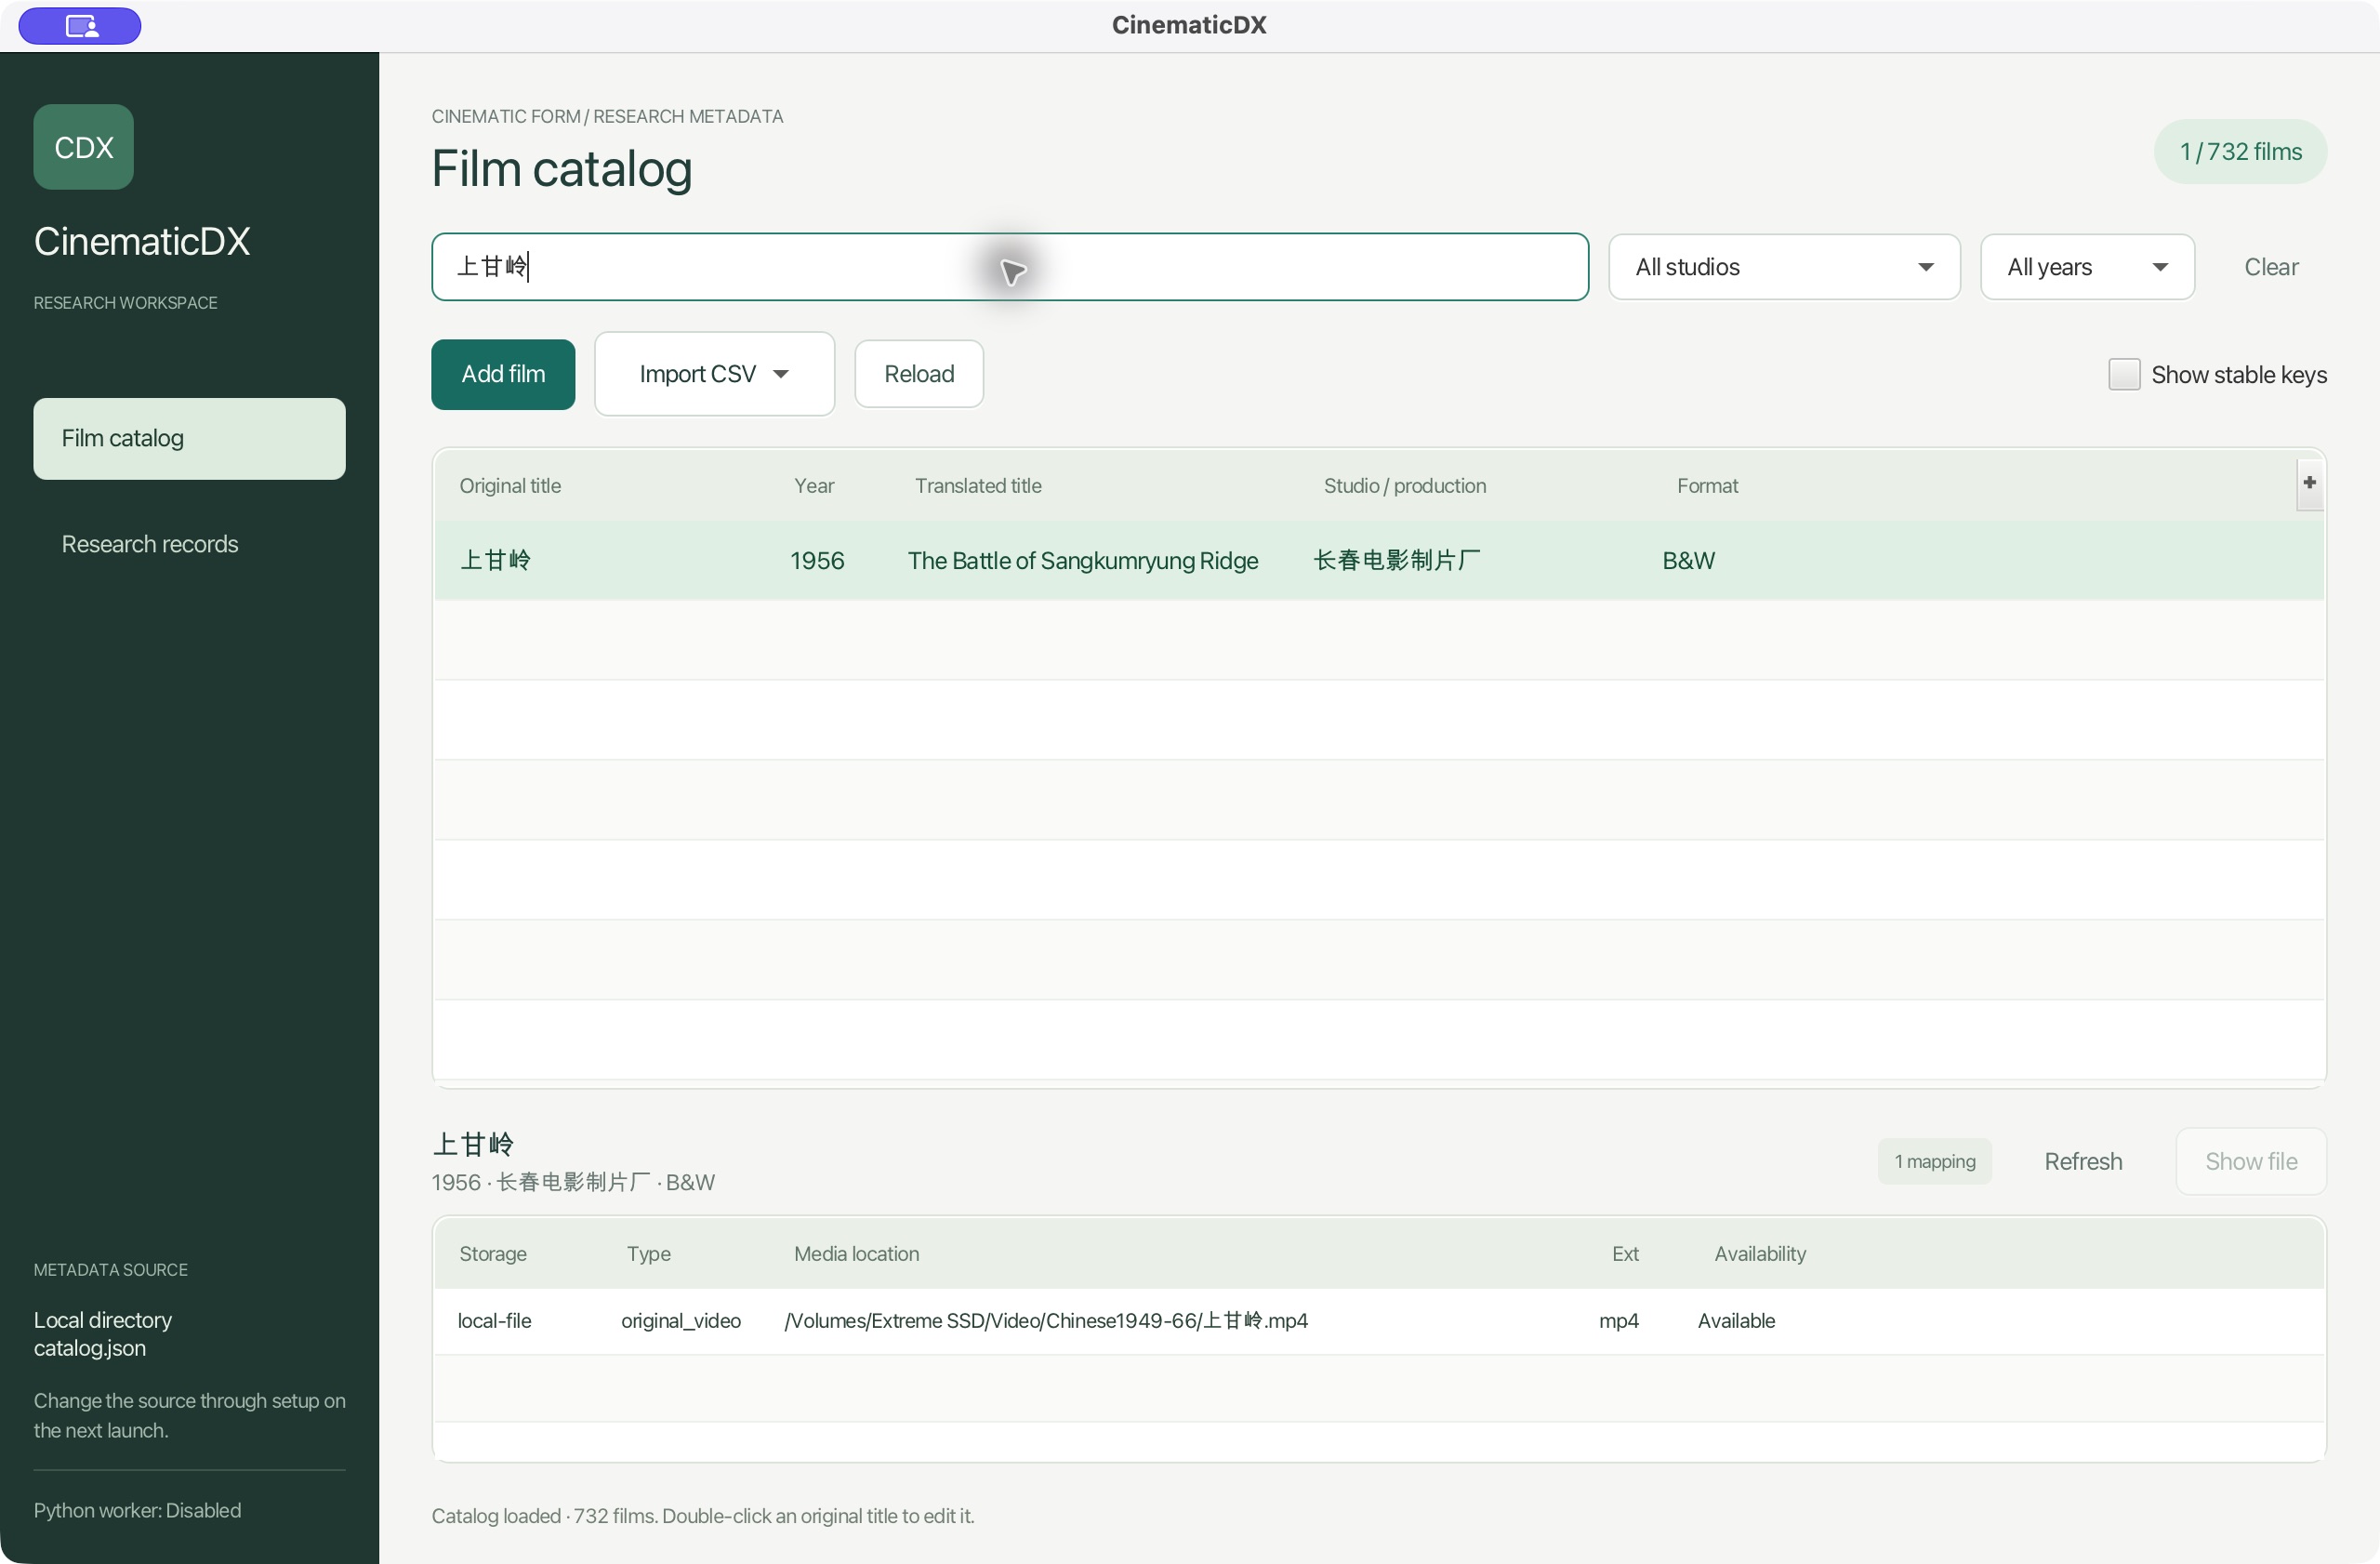 CinematicDX
CDX
CinematicDX
RESEARCH WORKSPACE
Film catalog
Research records
METADATA SOURCE
Local directory
catalog.json
Change the source through setup on
the next launch.
Python worker: Disabled
CINEMATIC FORM / RESEARCH METADATA
Film catalog
1 / 732 films
上甘岭
All studios
All years
Clear
Add film
Import CSV
Reload
Show stable keys
Original title Year Translated title Studio / production Format +
上甘岭 1956 The Battle of Sangkumryung Ridge 长春电影制片厂 B&W
上甘岭
1956 · 长春电影制片厂 · B&W
1 mapping
Refresh
Show file
Storage Type Media location Ext Availability
local-file original_video /Volumes/Extreme SSD/Video/Chinese1949-66/上甘岭.mp4 mp4 Available
Catalog loaded · 732 films. Double-click an original title to edit it.